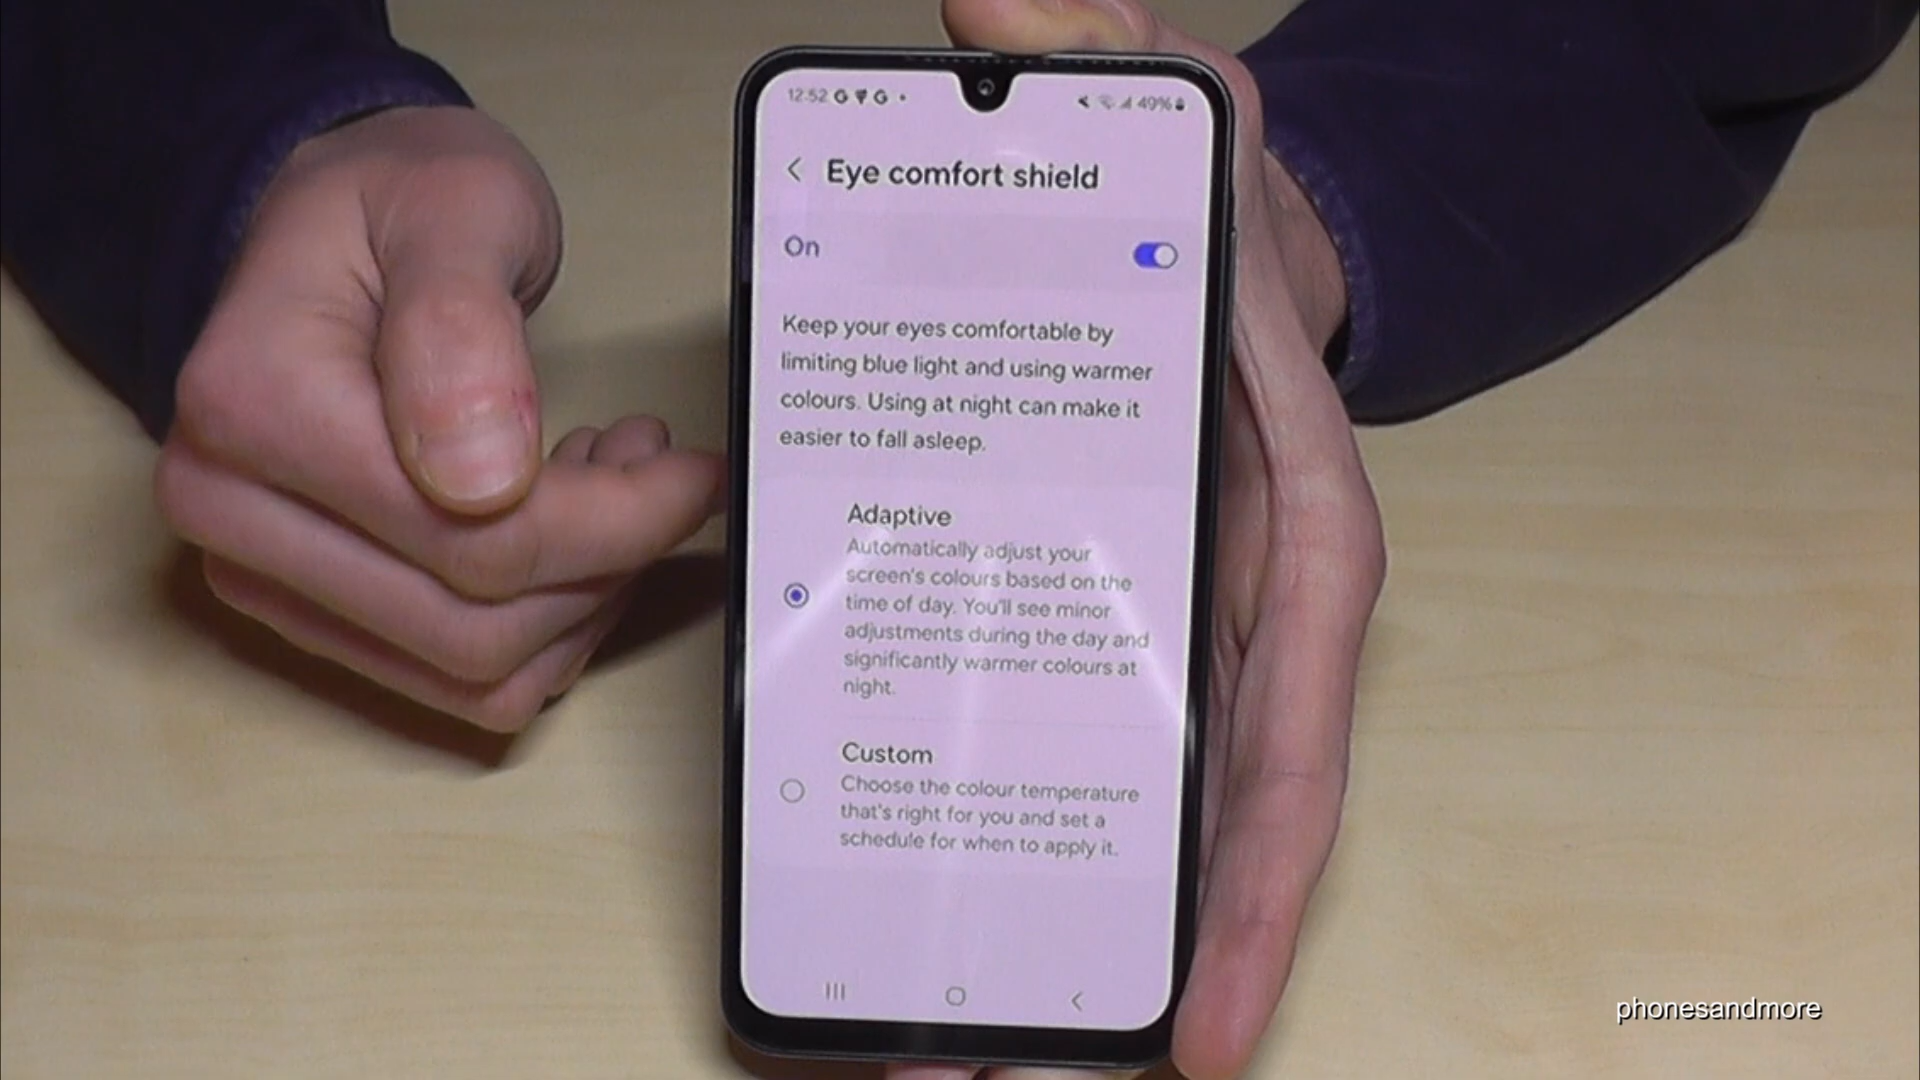 12:52 G G
49%
Eye comfort shield
On
Keep your eyes comfortable by
limiting blue light and using warmer
colours. Using at night can make it
easier to fall asleep.
Adaptive
Automatically adjust your
screen's colours based on the
time of day. You'll see minor
adjustments during the day and
significantly warmer colours at
night.
Custom
Choose the colour temperature
that's right for you and set a
schedule for when to apply it.
phonesandmore